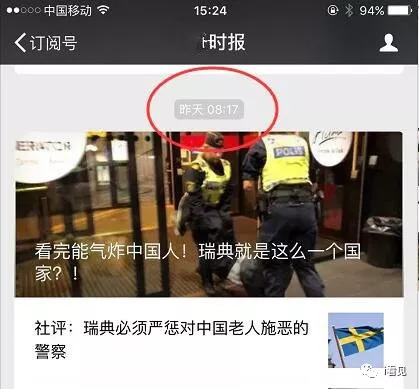 中国移动 15:24 94%
订阅号 时报
昨天 08:17
看完能气炸中国人！瑞典就是这么一个国
家？！
社评：瑞典必须严惩对中国老人施恶的
警察
POLIS
i看见